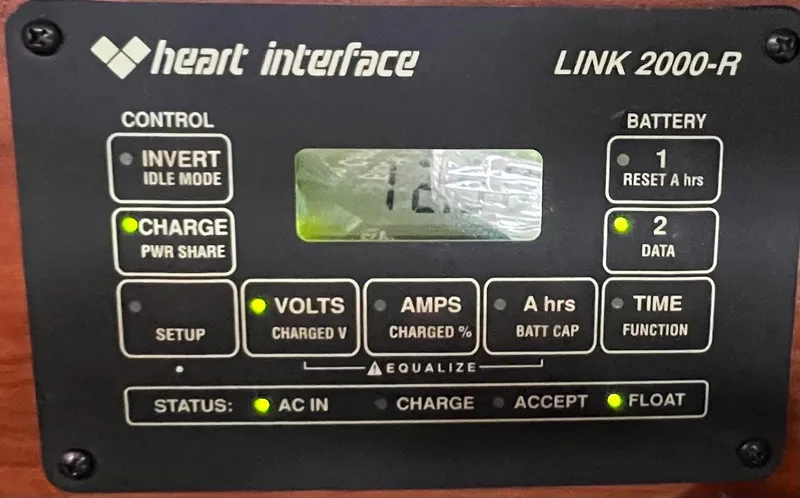 heart interface
LINK 2000-R
CONTROL
BATTERY
INVERT
IDLE MODE
1
RESET A hrs
CHARGE
PWR SHARE
2
DATA
SETUP
VOLTS
CHARGED V
AMPS
CHARGED %
A hrs
BATT CAP
TIME
FUNCTION
EQUALIZE
STATUS: AC IN CHARGE ACCEPT FLOAT